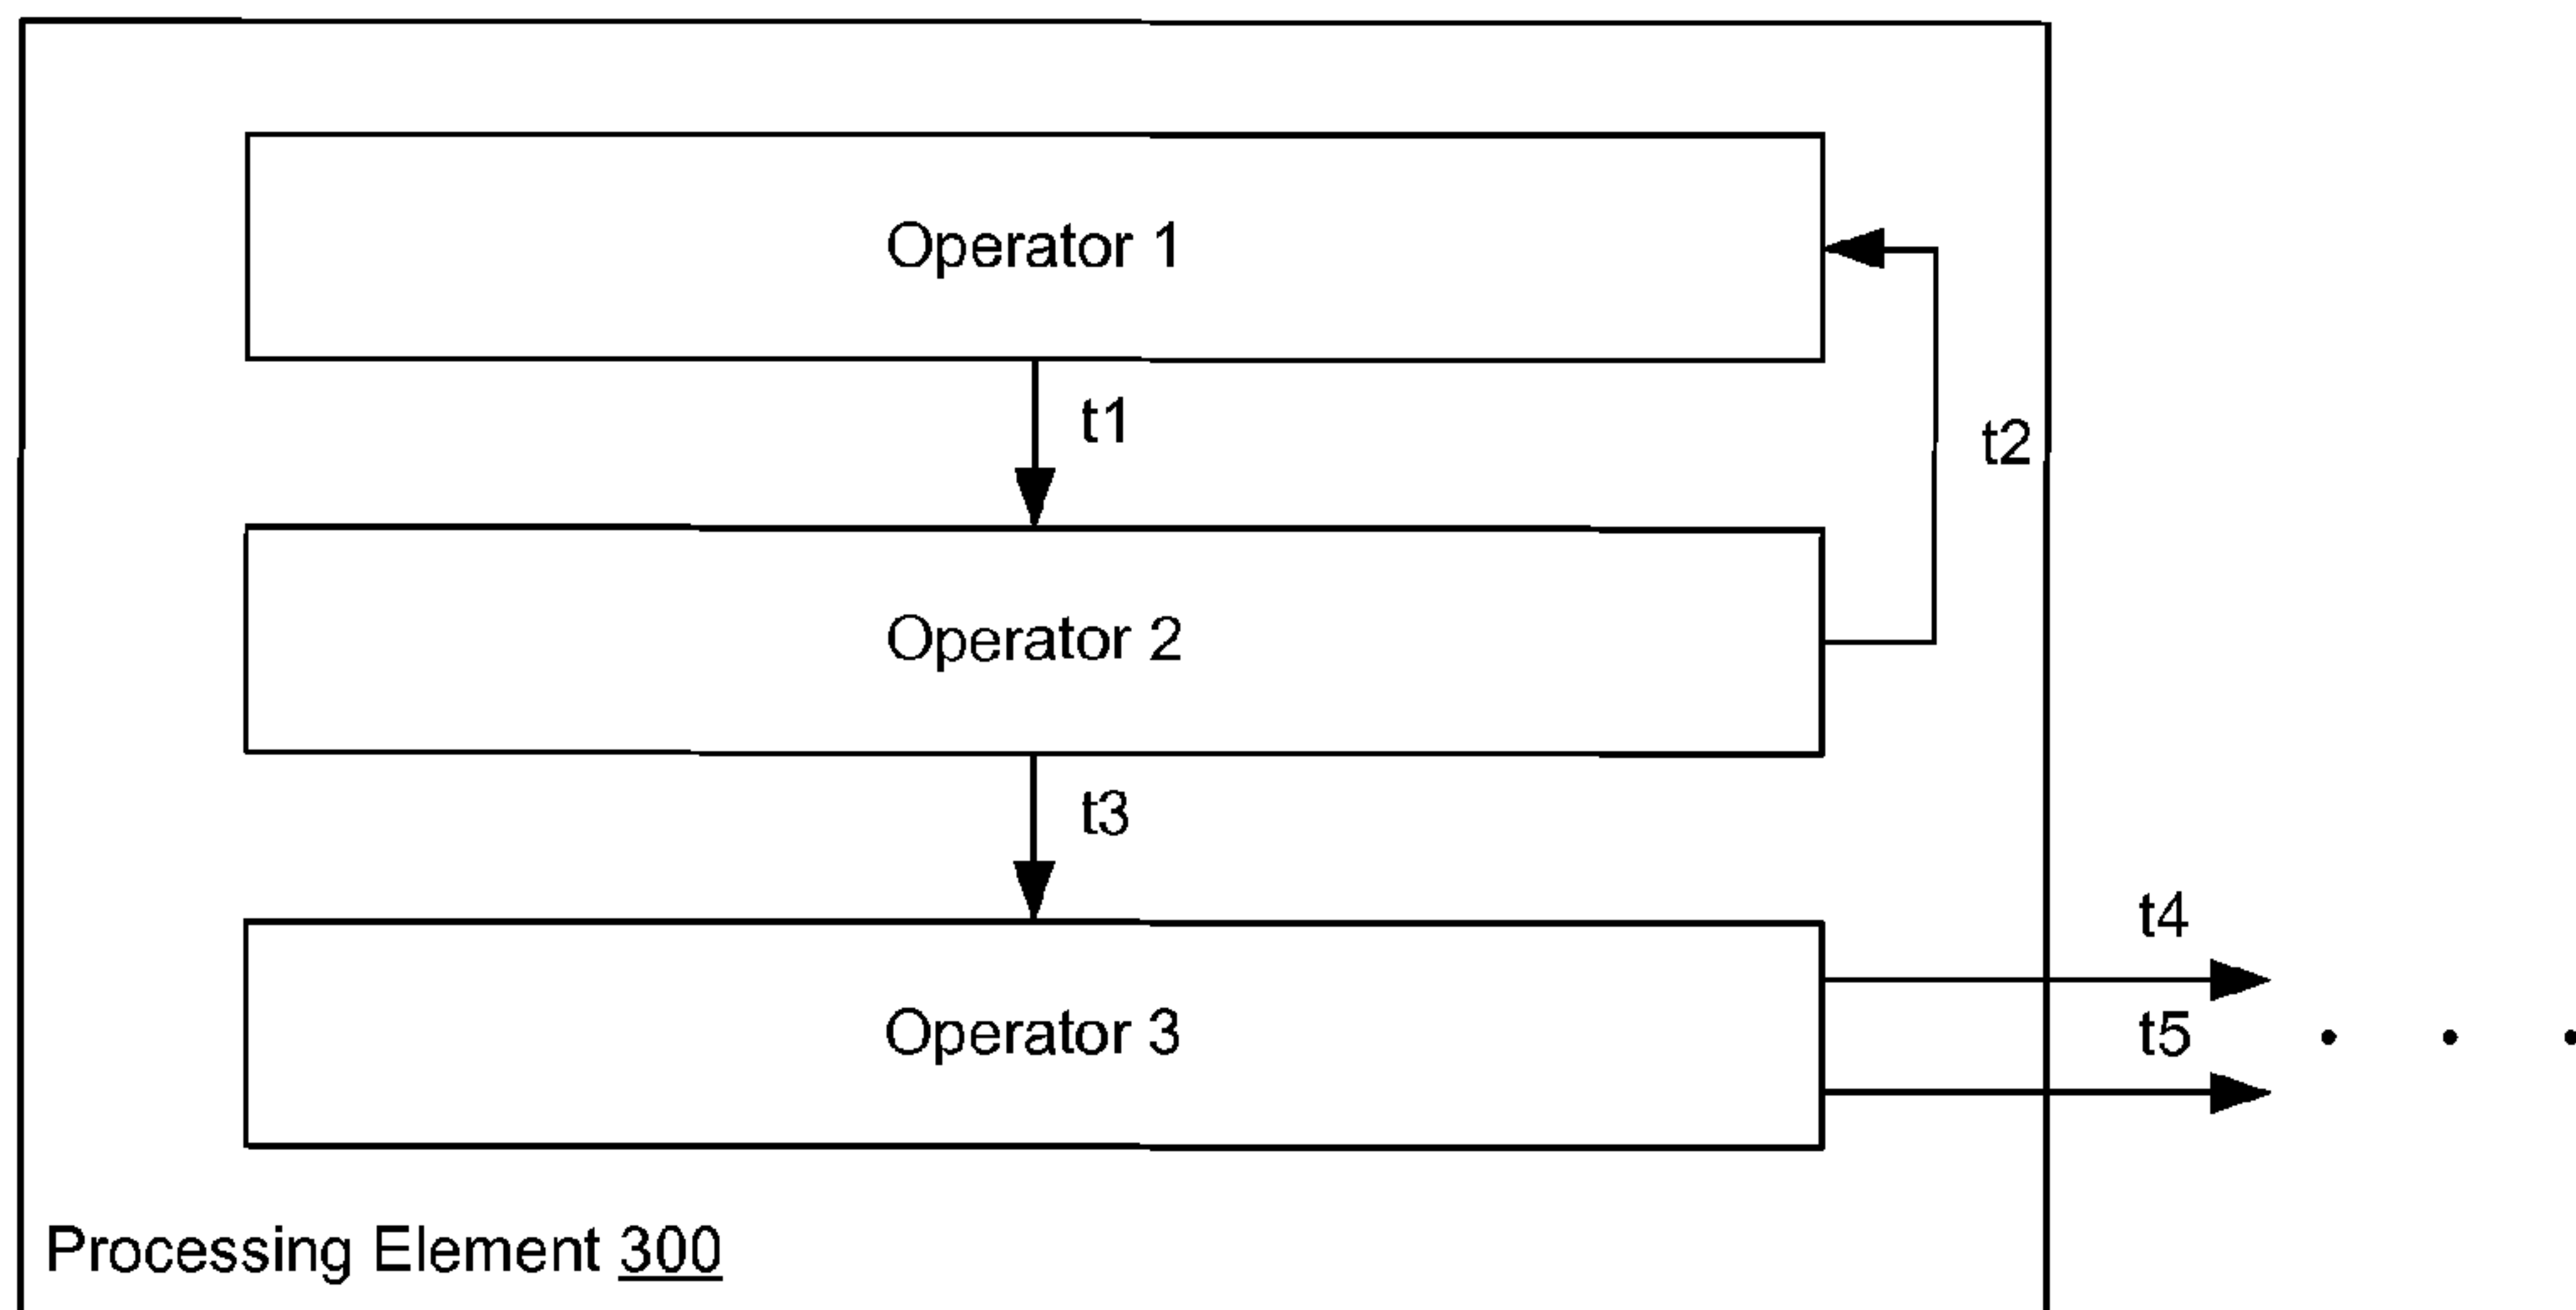 Operator 1
t1
t2
Operator 2
t3
t4
Operator 3
t5
Processing Element 300